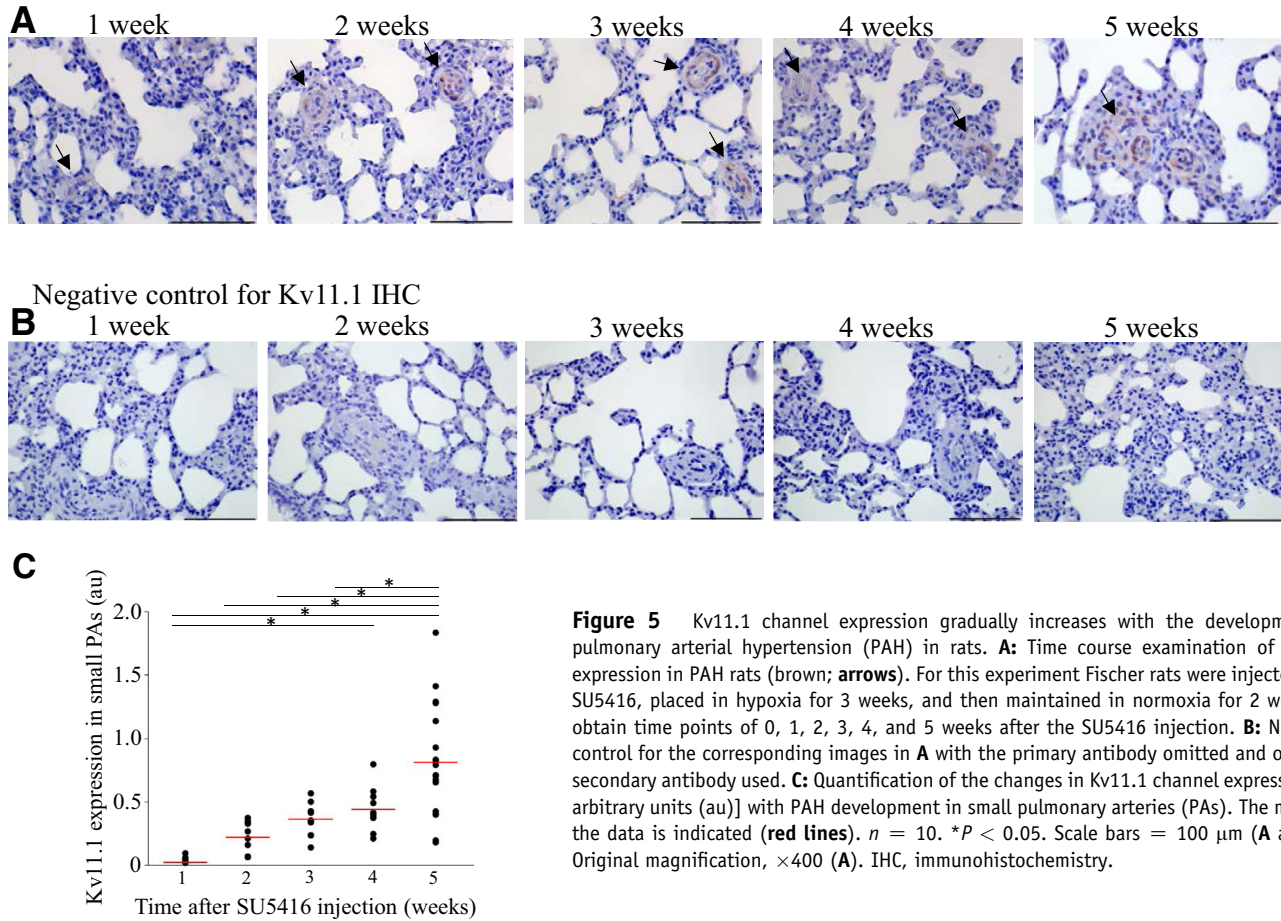 A
1 week
2 weeks
3 weeks
4 weeks
5 weeks
Negative control for Kv11.1 IHC
B
1 week
2 weeks
3 weeks
4 weeks
5 weeks
C
Kv11.1 expression in small PAs (au)
2.0
1.5
1.0
0.5
0
* 
*
*
*
*
1 2 3 4 5
Time after SU5416 injection (weeks)
Figure 5 Kv11.1 channel expression gradually increases with the developm
pulmonary arterial hypertension (PAH) in rats. A: Time course examination of
expression in PAH rats (brown; arrows). For this experiment Fischer rats were injecte
SU5416, placed in hypoxia for 3 weeks, and then maintained in normoxia for 2 w
obtain time points of 0, 1, 2, 3, 4, and 5 weeks after the SU5416 injection. B: N
control for the corresponding images in A with the primary antibody omitted and o
secondary antibody used. C: Quantification of the changes in Kv11.1 channel express
arbitrary units (au)] with PAH development in small pulmonary arteries (PAs). The m
the data is indicated (red lines). n = 10. *P < 0.05. Scale bars = 100 μm (A a
Original magnification, ×400 (A). IHC, immunohistochemistry.